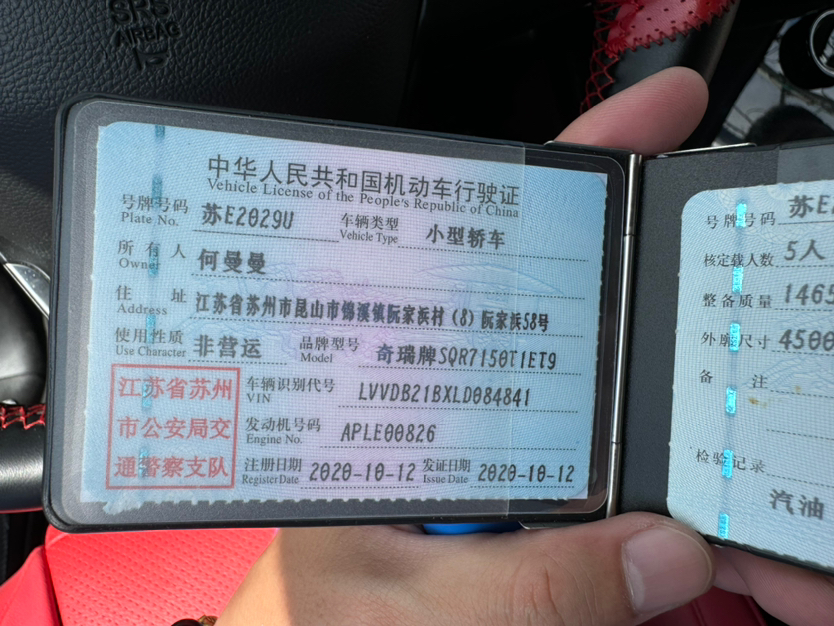 SRS
AIRBAG
中华人民共和国机动车行驶证
Vehicle License of the People's Republic of China
号牌号码 苏E2029U 车辆类型 小型轿车
Plate No. Vehicle Type
所有人 何曼曼
Owner
住址 江苏省苏州市昆山市锦溪镇阮家浜村(8)阮家浜58号
Address
使用性质 非营运 品牌型号 奇瑞牌SQR7150T1ET9
Use Character Model
江苏省苏州
市公安局交
通警察支队
车辆识别代号 LVVDB21BXLD084841
VIN
发动机号码 APLE00826
Engine No.
注册日期 2020-10-12 发证日期 2020-10-12
Register Date Issue Date
号牌号码 苏E2
核定载人数 5人
整备质量 1465
外廓尺寸 4500
备注
检验记录
汽油